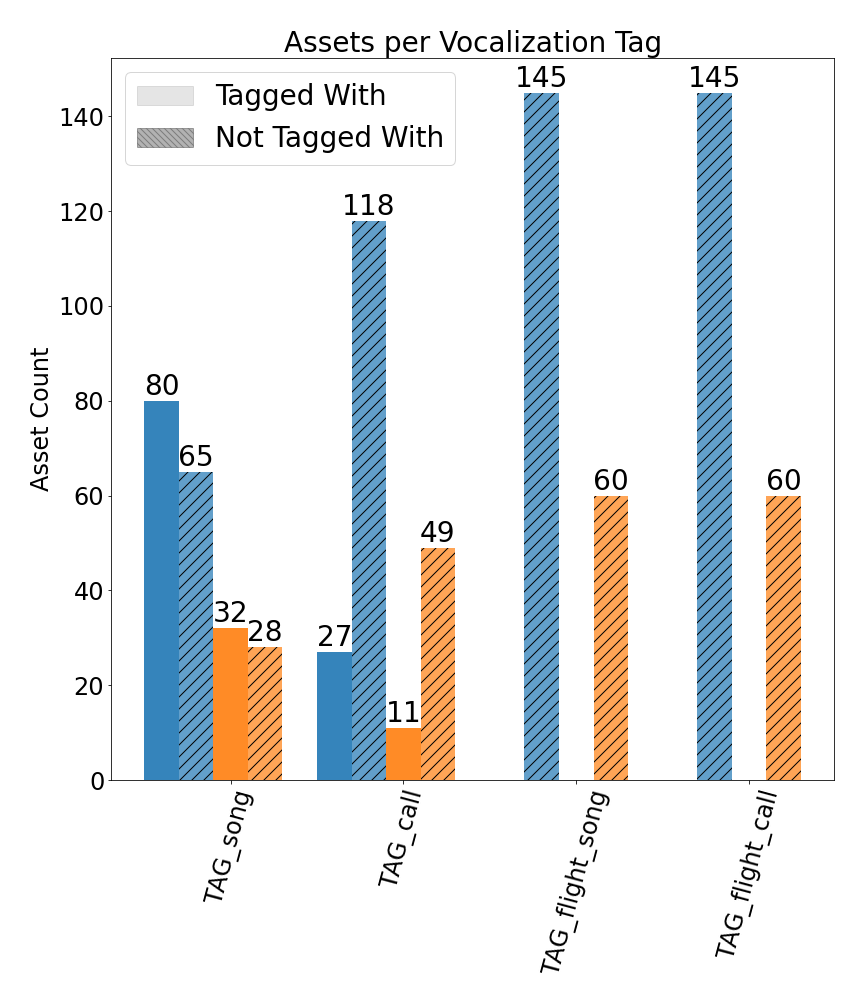 Assets per Vocalization Tag
Tagged With
Not Tagged With
Asset Count
140
120
100
80
60
40
20
0
80
65
32
28
27
118
11
49
145
60
145
60
TAG_song
TAG_call
TAG_flight_song
TAG_flight_call